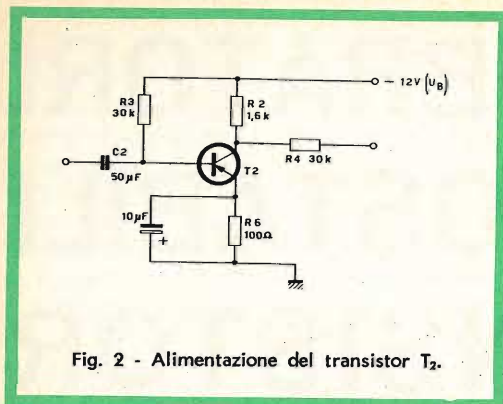 - 12V (U_B)
R3
30k
R2
1,6k
C2
50µF
T2
R4 30k
10µF
+
R6
100Ω
Fig. 2 - Alimentazione del transistor T₂.